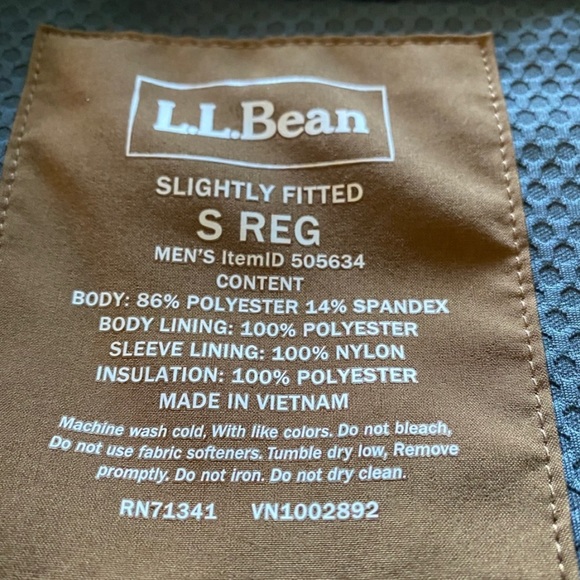 L.L.Bean
SLIGHTLY FITTED
S REG
MEN'S ItemID 505634
CONTENT
BODY: 86% POLYESTER 14% SPANDEX
BODY LINING: 100% POLYESTER
SLEEVE LINING: 100% NYLON
INSULATION: 100% POLYESTER
MADE IN VIETNAM
Machine wash cold, With like colors. Do not bleach,
Do not use fabric softeners. Tumble dry low, Remove
promptly. Do not iron. Do not dry clean.
RN71341 VN1002892